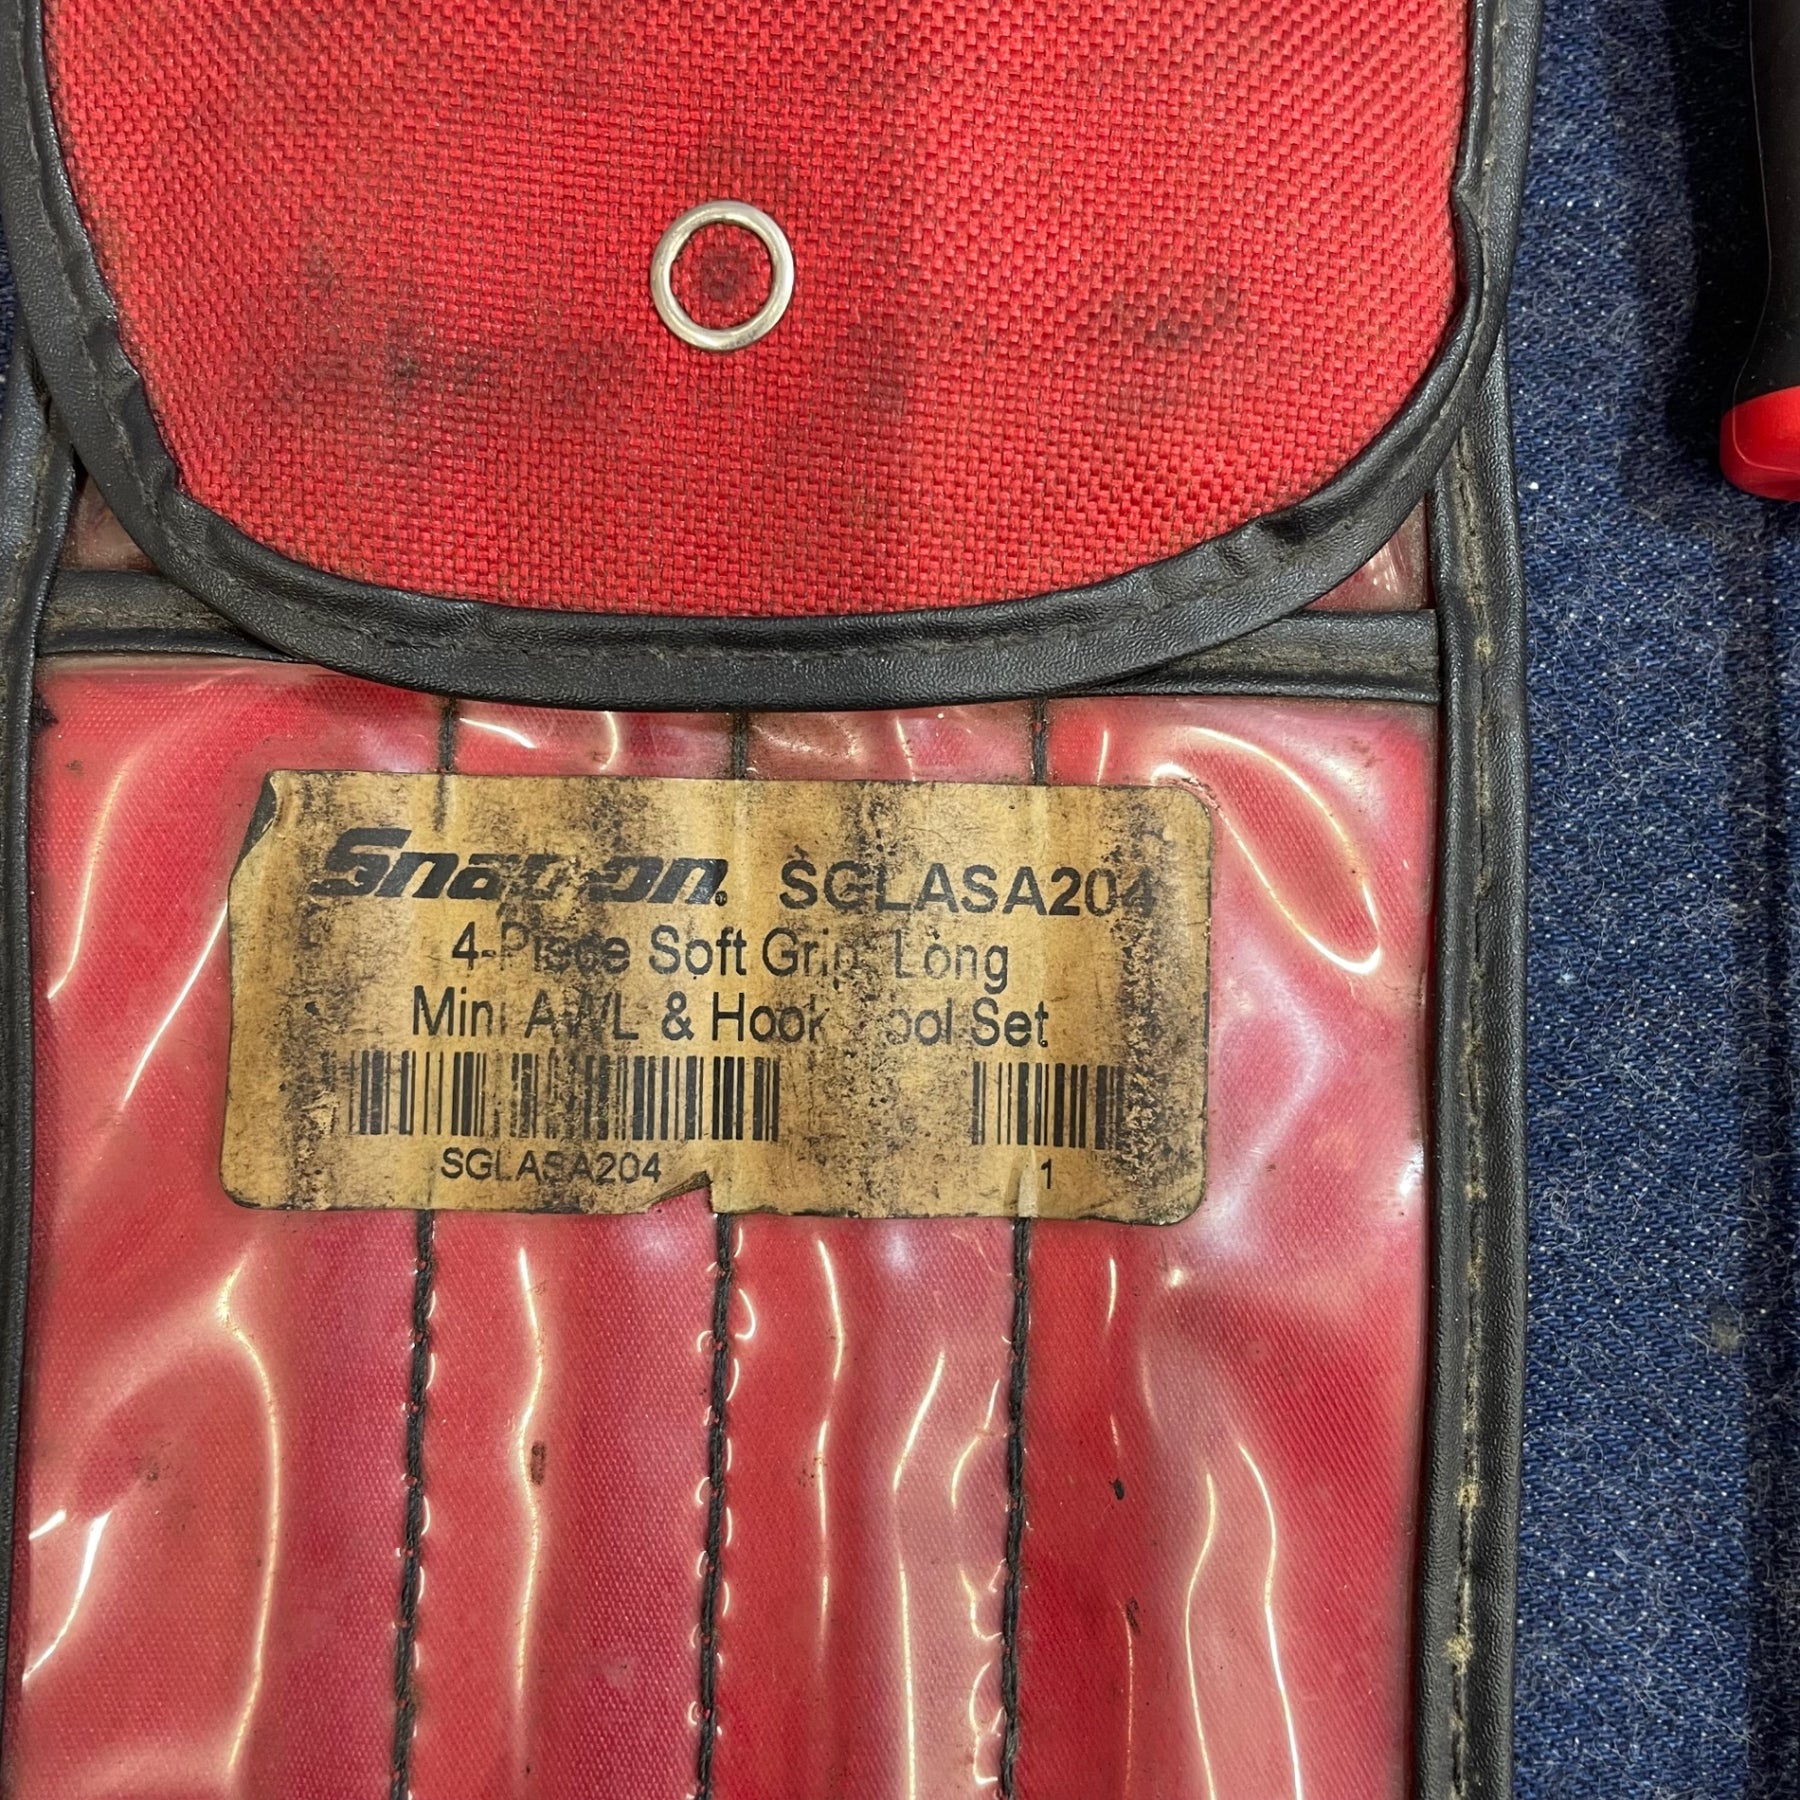 Snap-on. SGLASA204
4-Piece Soft Grip Long
Mini AWL & Hook Tool Set
SGLASA204 1